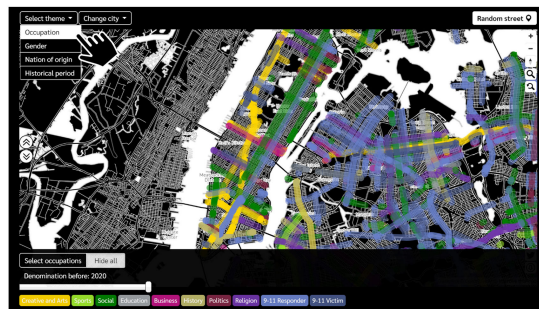 Select theme Change city Random street
Occupation
Gender
Nation of origin
Historical period
Select occupations Hide all
Denomination before: 2020
Creative and Arts Sports Social Education Business History Politics Religion 9-11 Responder 9-11 Victim